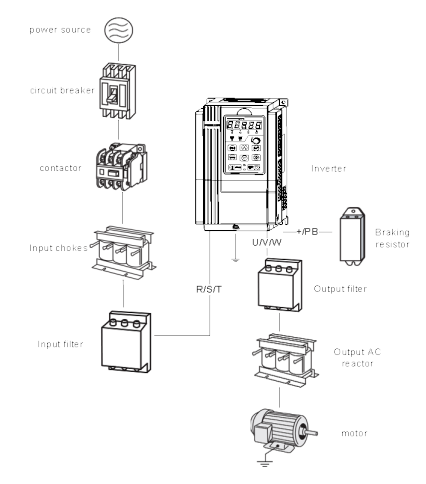 power source
circuit breaker
contactor
Inverter
Input chokes
U/V/W
+/PB
Braking
resistor
R/S/T
Output filter
Input filter
Output AC
reactor
motor